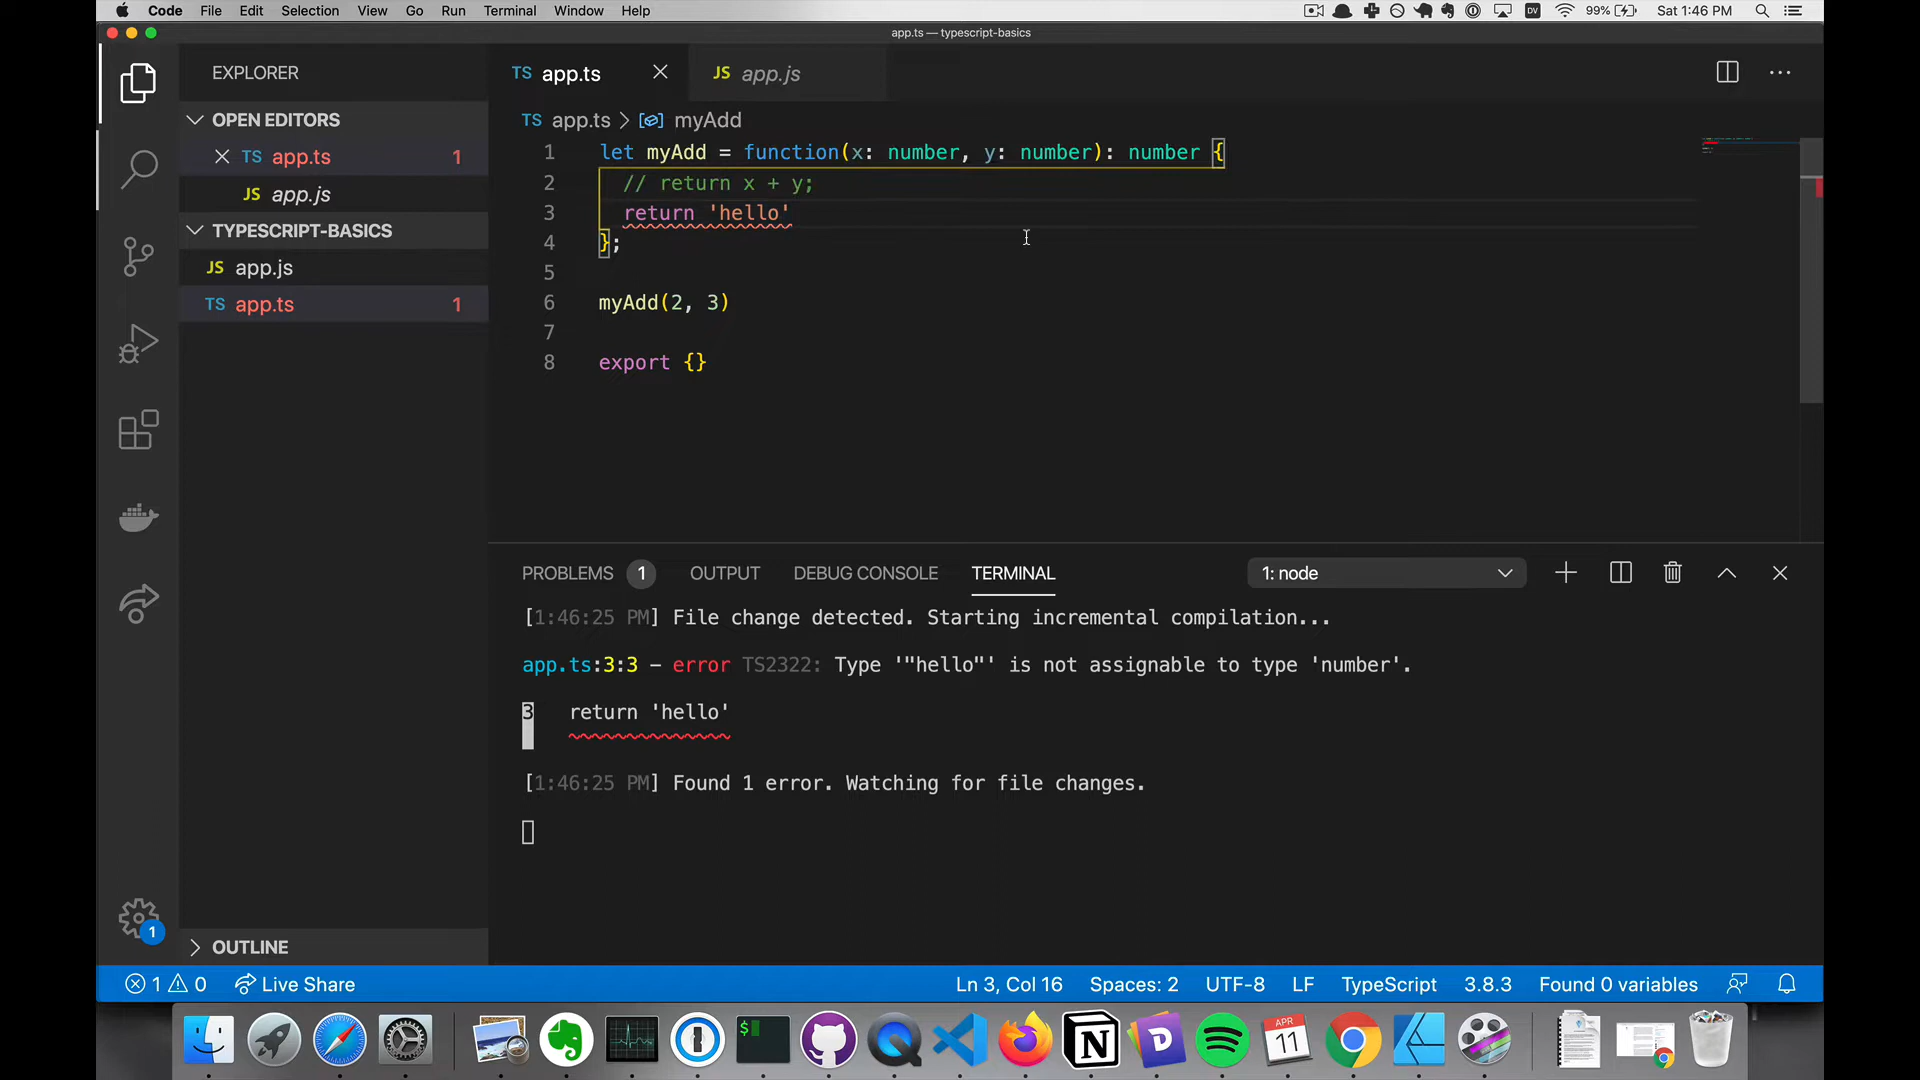 Code File Edit Selection View Go Run Terminal Window Help
DV 99% Sat 1:46 PM
app.ts — typescript-basics
EXPLORER
OPEN EDITORS
TS app.ts 1
JS app.js
TYPESCRIPT-BASICS
JS app.js
TS app.ts 1
OUTLINE
TS app.ts
JS app.js
TS app.ts > myAdd
1 let myAdd = function(x: number, y: number): number {
2 // return x + y;
3 return 'hello'
4 };
5
6 myAdd(2, 3)
7
8 export {}
PROBLEMS 1 OUTPUT DEBUG CONSOLE TERMINAL 1: node
[1:46:25 PM] File change detected. Starting incremental compilation...
app.ts:3:3 - error TS2322: Type '"hello"' is not assignable to type 'number'.
3 return 'hello'
[1:46:25 PM] Found 1 error. Watching for file changes.
1
1 0 Live Share Ln 3, Col 16 Spaces: 2 UTF-8 LF TypeScript 3.8.3 Found 0 variables
$
N
D
APR
11